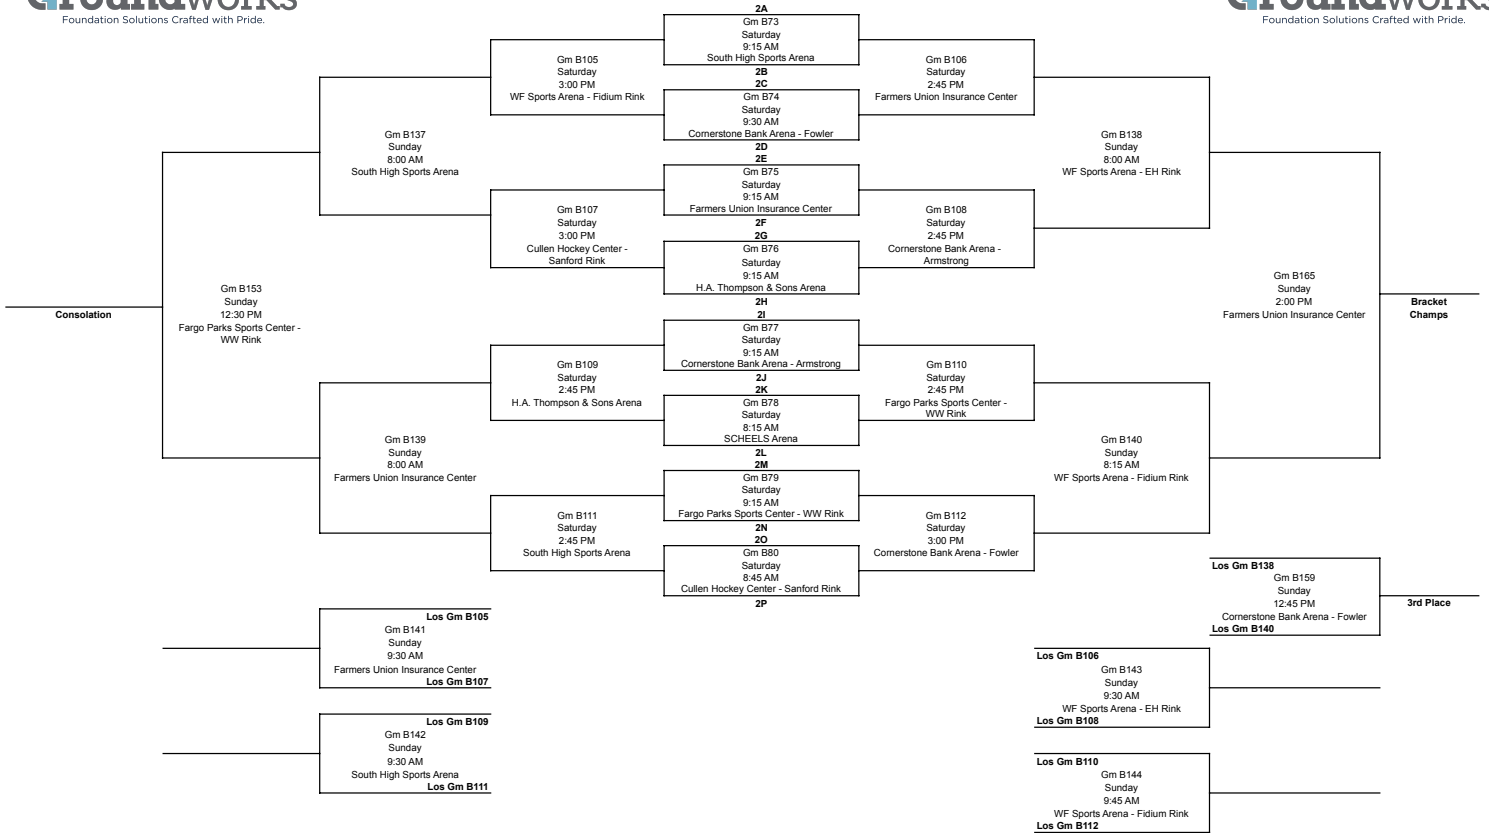 Groundworks
Foundation Solutions Crafted with Pride.
Groundworks
Foundation Solutions Crafted with Pride.
2A
Gm B73
Saturday
9:15 AM
South High Sports Arena
2B
2C
Gm B74
Saturday
9:30 AM
Cornerstone Bank Arena - Fowler
2D
2E
Gm B75
Saturday
9:15 AM
Farmers Union Insurance Center
2F
2G
Gm B76
Saturday
9:15 AM
H.A. Thompson & Sons Arena
2H
2I
Gm B77
Saturday
9:15 AM
Cornerstone Bank Arena - Armstrong
2J
2K
Gm B78
Saturday
8:15 AM
SCHEELS Arena
2L
2M
Gm B79
Saturday
9:15 AM
Fargo Parks Sports Center - WW Rink
2N
2O
Gm B80
Saturday
8:45 AM
Cullen Hockey Center - Sanford Rink
2P
Gm B105
Saturday
3:00 PM
WF Sports Arena - Fidium Rink
Gm B107
Saturday
3:00 PM
Cullen Hockey Center -
Sanford Rink
Gm B109
Saturday
2:45 PM
H.A. Thompson & Sons Arena
Gm B111
Saturday
2:45 PM
South High Sports Arena
Gm B137
Sunday
8:00 AM
South High Sports Arena
Gm B139
Sunday
8:00 AM
Farmers Union Insurance Center
Gm B153
Sunday
12:30 PM
Fargo Parks Sports Center -
WW Rink
Consolation
Los Gm B105
Gm B141
Sunday
9:30 AM
Farmers Union Insurance Center
Los Gm B107
Los Gm B109
Gm B142
Sunday
9:30 AM
South High Sports Arena
Los Gm B111
Gm B106
Saturday
2:45 PM
Farmers Union Insurance Center
Gm B108
Saturday
2:45 PM
Cornerstone Bank Arena -
Armstrong
Gm B110
Saturday
2:45 PM
Fargo Parks Sports Center -
WW Rink
Gm B112
Saturday
3:00 PM
Cornerstone Bank Arena - Fowler
Gm B138
Sunday
8:00 AM
WF Sports Arena - EH Rink
Gm B140
Sunday
8:15 AM
WF Sports Arena - Fidium Rink
Gm B165
Sunday
2:00 PM
Farmers Union Insurance Center
Bracket
Champs
Los Gm B138
Gm B159
Sunday
12:45 PM
Cornerstone Bank Arena - Fowler
Los Gm B140
3rd Place
Los Gm B106
Gm B143
Sunday
9:30 AM
WF Sports Arena - EH Rink
Los Gm B108
Los Gm B110
Gm B144
Sunday
9:45 AM
WF Sports Arena - Fidium Rink
Los Gm B112